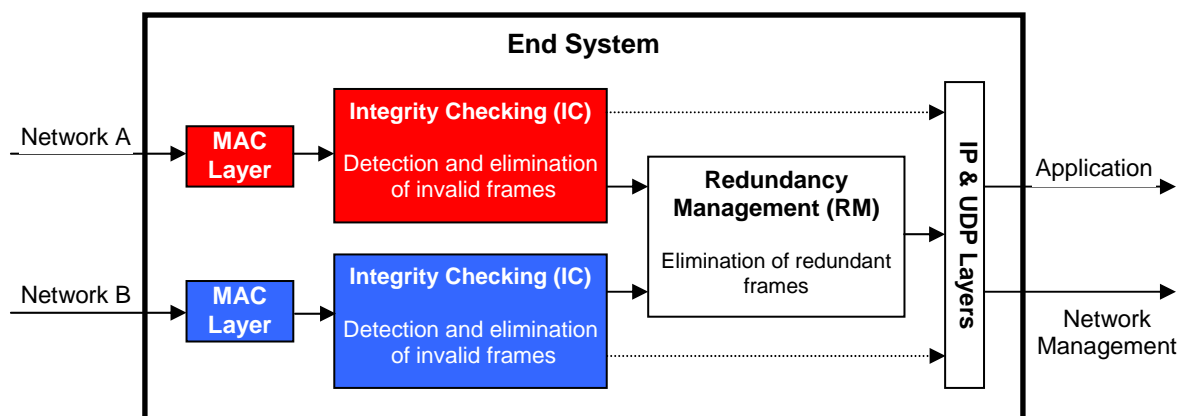 End System
Network A
MAC
Layer
Integrity Checking (IC)
Detection and elimination
of invalid frames
Redundancy
Management (RM)
Elimination of redundant
frames
Network B
MAC
Layer
Integrity Checking (IC)
Detection and elimination
of invalid frames
IP & UDP Layers
Application
Network
Management